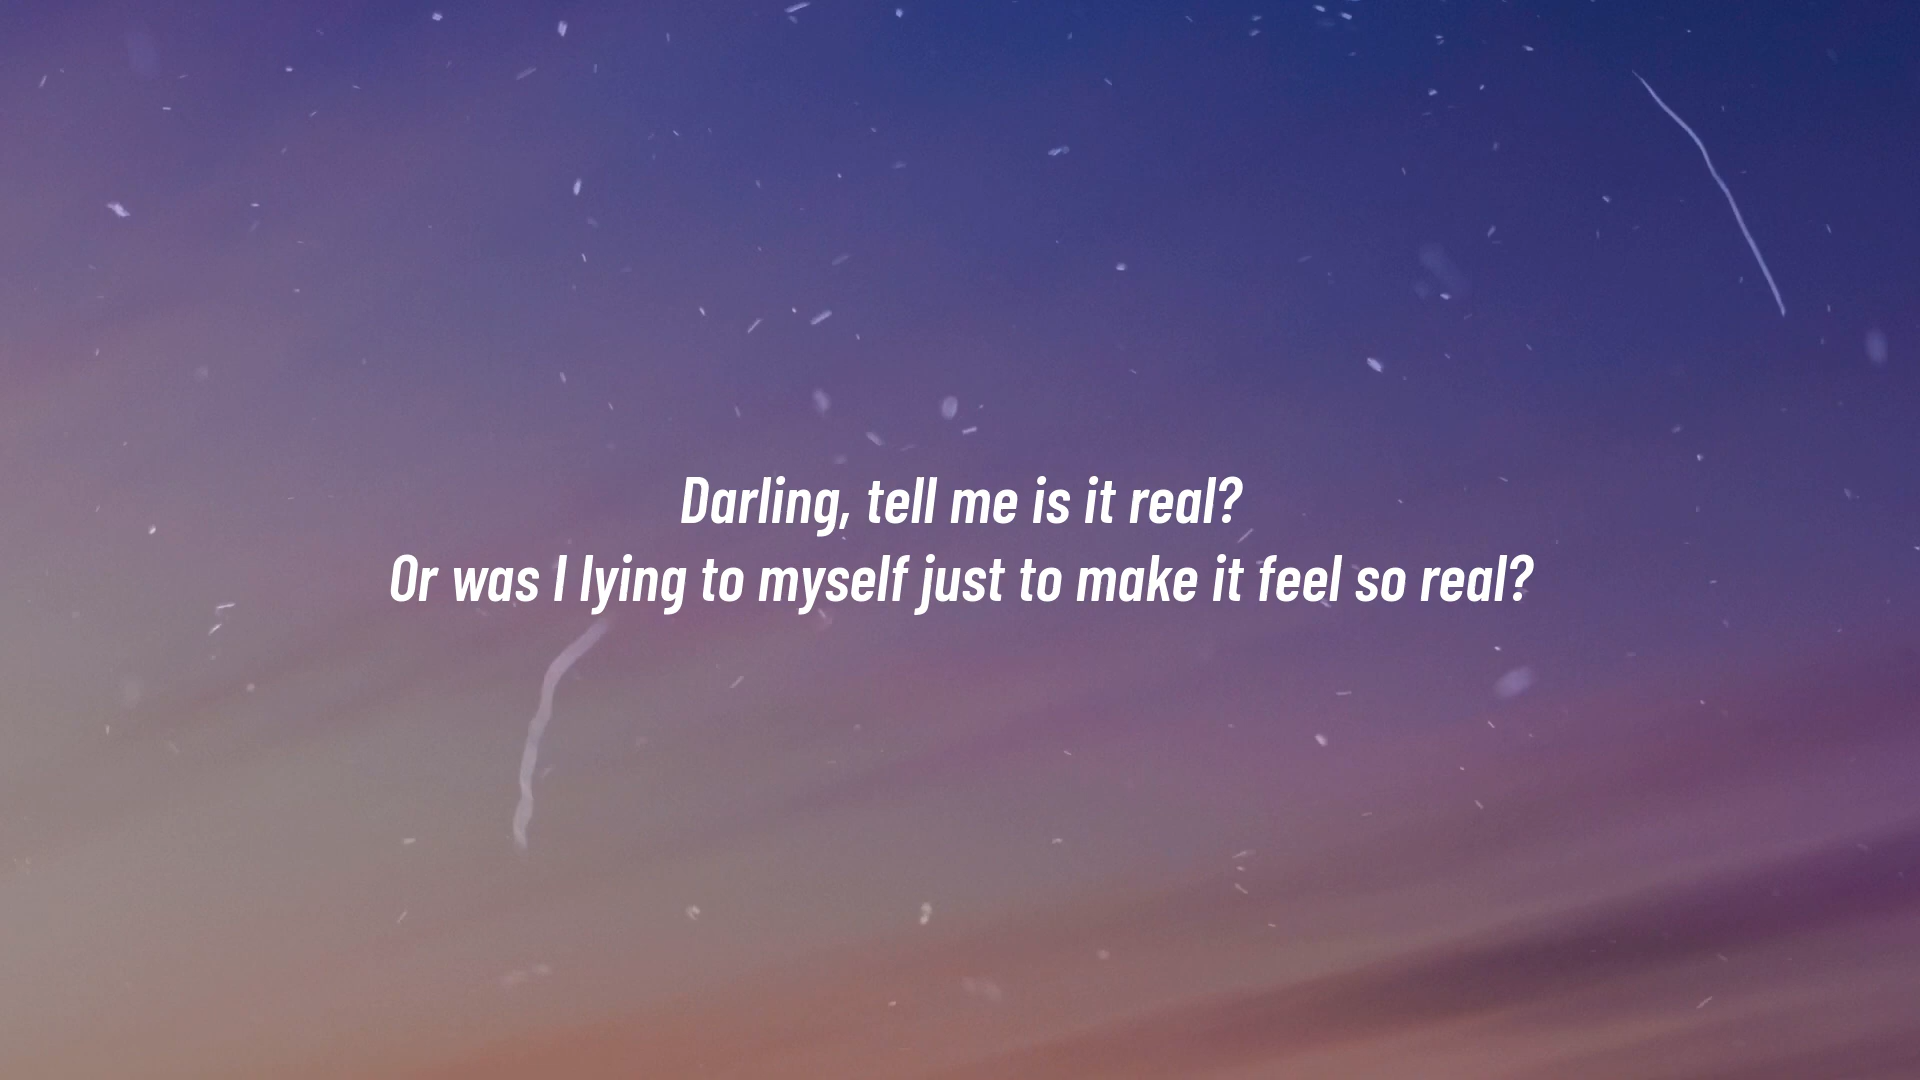 Darling, tell me is it real?
Or was I lying to myself just to make it feel so real?